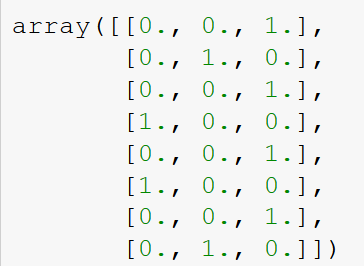 array([[0., 0., 1.],
       [0., 1., 0.],
       [0., 0., 1.],
       [1., 0., 0.],
       [0., 0., 1.],
       [1., 0., 0.],
       [0., 0., 1.],
       [0., 1., 0.]])